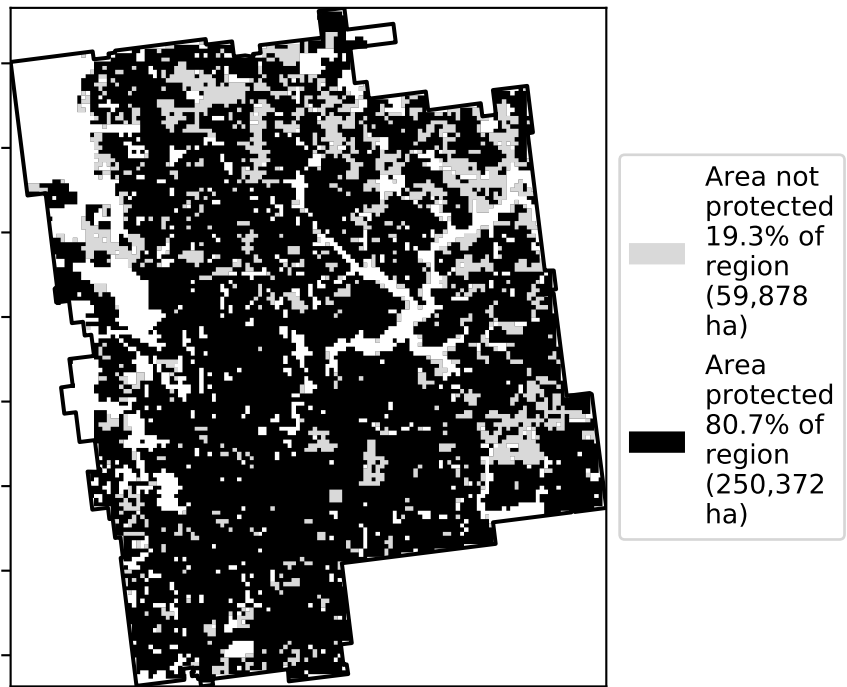 Area not
protected
19.3% of
region
(59,878
ha)
Area
protected
80.7% of
region
(250,372
ha)